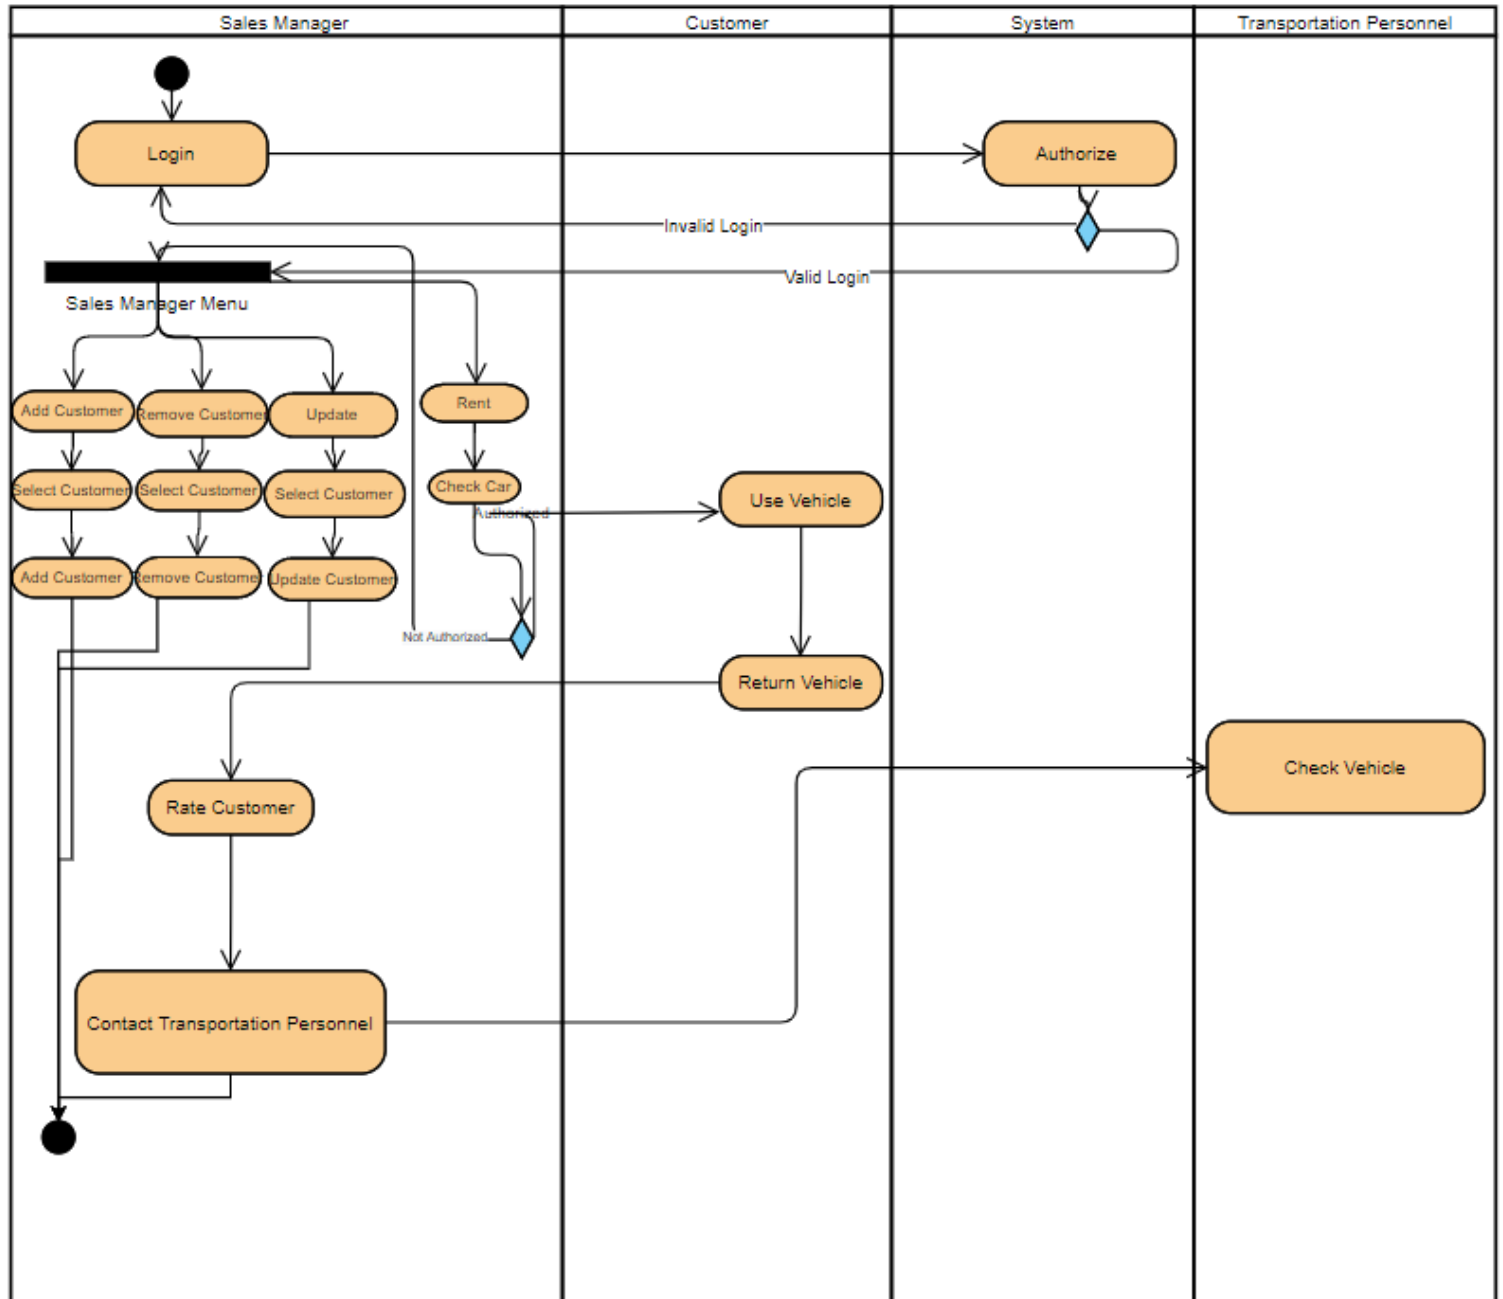 Sales Manager
Customer
System
Transportation Personnel
Login
Authorize
Invalid Login
Valid Login
Sales Manager Menu
Add Customer
Remove Customer
Update
Rent
Select Customer
Select Customer
Select Customer
Check Car
Use Vehicle
Authorized
Add Customer
Remove Customer
Update Customer
Not Authorized
Return Vehicle
Check Vehicle
Rate Customer
Contact Transportation Personnel